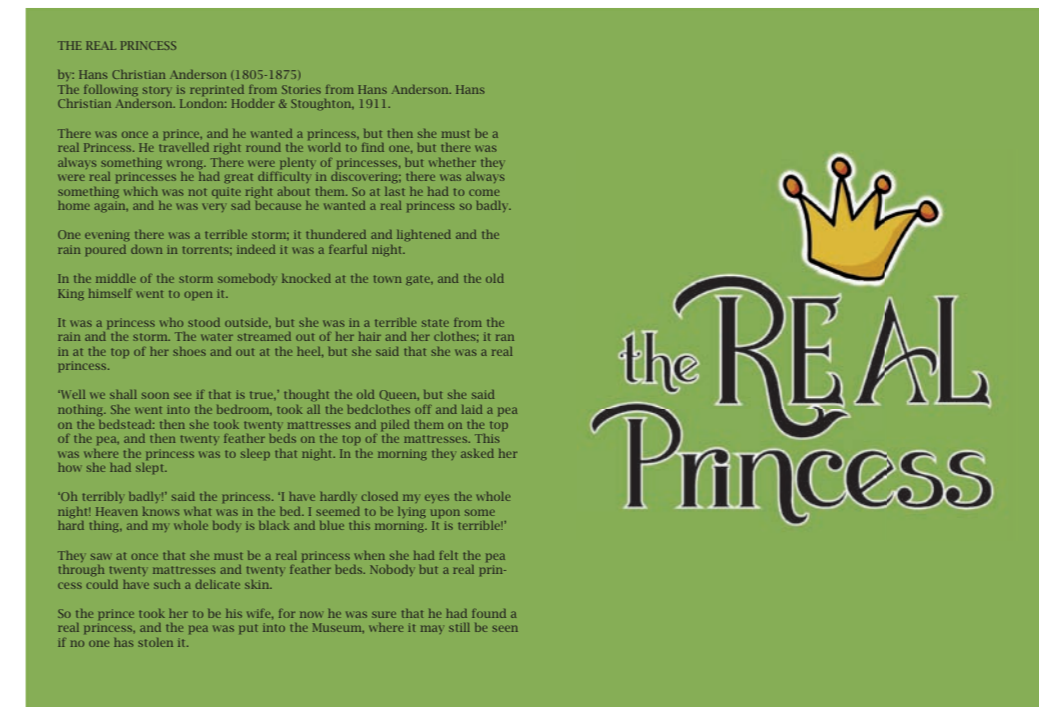 THE REAL PRINCESS
by: Hans Christian Anderson (1805-1875)
The following story is reprinted from Stories from Hans Anderson. Hans
Christian Anderson. London: Hodder & Stoughton, 1911.
There was once a prince, and he wanted a princess, but then she must be a
real Princess. He travelled right round the world to find one, but there was
always something wrong. There were plenty of princesses, but whether they
were real princesses he had great difficulty in discovering; there was always
something which was not quite right about them. So at last he had to come
home again, and he was very sad because he wanted a real princess so badly.
One evening there was a terrible storm; it thundered and lightened and the
rain poured down in torrents; indeed it was a fearful night.
In the middle of the storm somebody knocked at the town gate, and the old
King himself went to open it.
It was a princess who stood outside, but she was in a terrible state from the
rain and the storm. The water streamed out of her hair and her clothes; it ran
in at the top of her shoes and out at the heel, but she said that she was a real
princess.
‘Well we shall soon see if that is true,’ thought the old Queen, but she said
nothing. She went into the bedroom, took all the bedclothes off and laid a pea
on the bedstead: then she took twenty mattresses and piled them on the top
of the pea, and then twenty feather beds on the top of the mattresses. This
was where the princess was to sleep that night. In the morning they asked her
how she had slept.
‘Oh terribly badly!’ said the princess. ‘I have hardly closed my eyes the whole
night! Heaven knows what was in the bed. I seemed to be lying upon some
hard thing, and my whole body is black and blue this morning. It is terrible!’
They saw at once that she must be a real princess when she had felt the pea
through twenty mattresses and twenty feather beds. Nobody but a real prin-
cess could have such a delicate skin.
So the prince took her to be his wife, for now he was sure that he had found a
real princess, and the pea was put into the Museum, where it may still be seen
if no one has stolen it.
the REAL
Princess